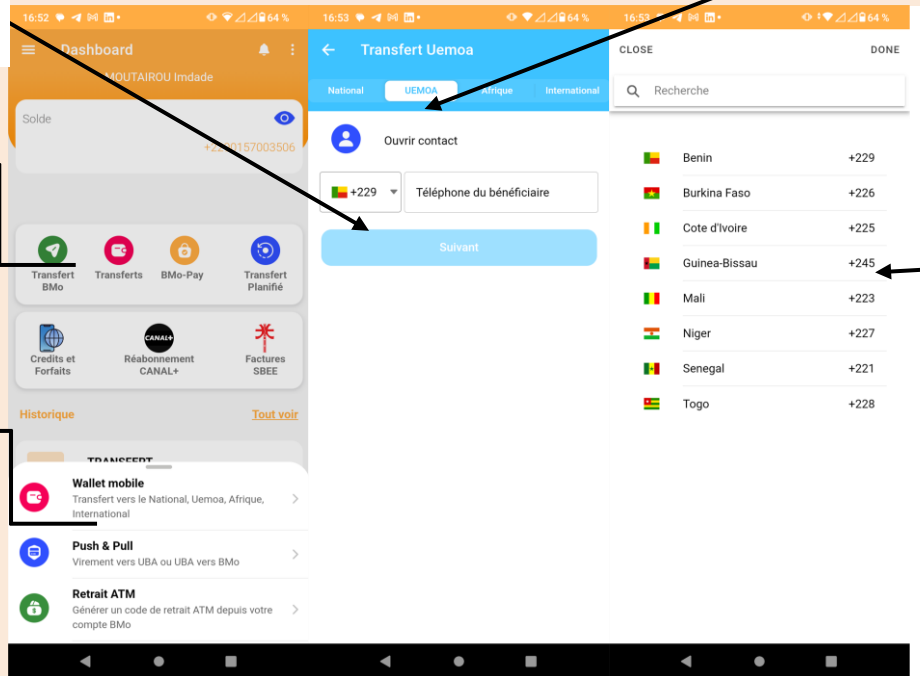 16:52
64 %
Dashboard
MOUTAIROU Imdade
Solde
Transfert
BMo
Transferts
BMo-Pay
Transfert
Planifié
Credits et
Forfaits
CANAL+
Réabonnement
CANAL+
Factures
SBEE
Historique
Tout voir
TRANSFERT
Wallet mobile
Transfert vers le National, Uemoa, Afrique,
International
Push & Pull
Virement vers UBA ou UBA vers BMo
Retrait ATM
Générer un code de retrait ATM depuis votre
compte BMo
16:53
64 %
Transfert Uemoa
National
UEMOA
Afrique
International
Ouvrir contact
+229
Téléphone du bénéficiaire
Suivant
16:53
64 %
CLOSE
DONE
Recherche
Benin +229
Burkina Faso +226
Cote d'Ivoire +225
Guinea-Bissau +245
Mali +223
Niger +227
Senegal +221
Togo +228